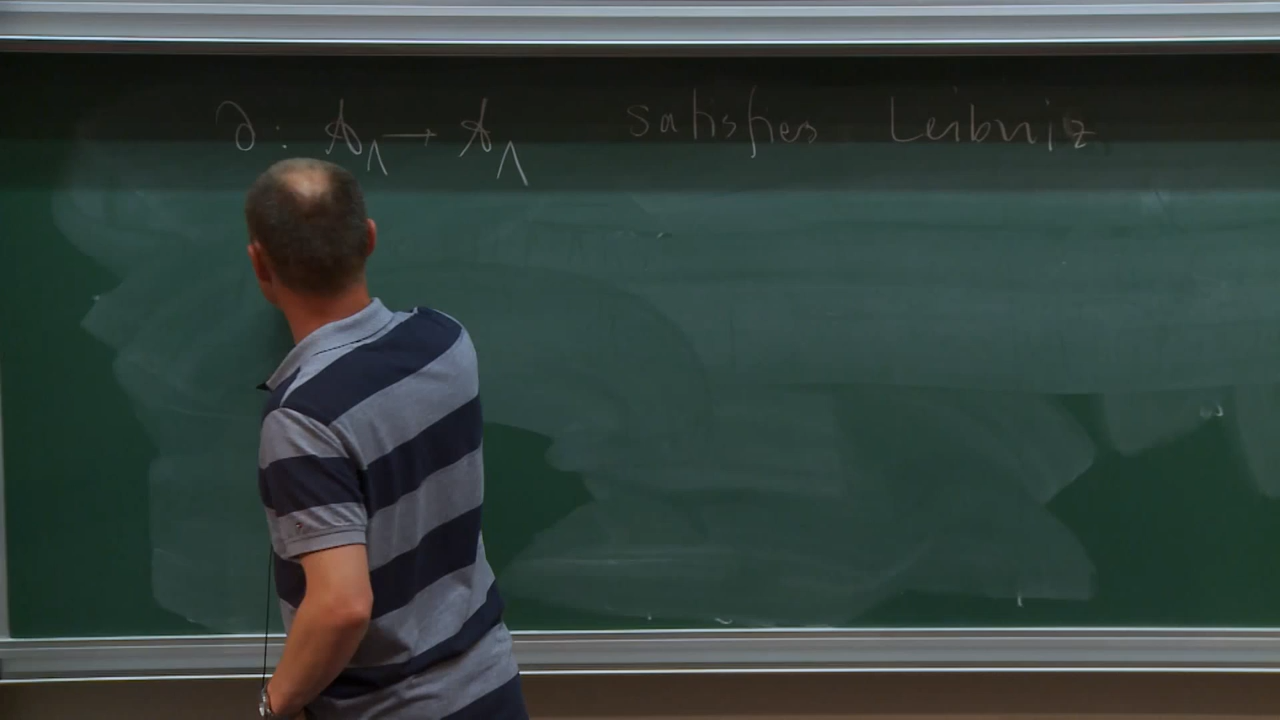 ∂ : 𝒜_Λ → 𝒜_Λ satisfies Leibniz